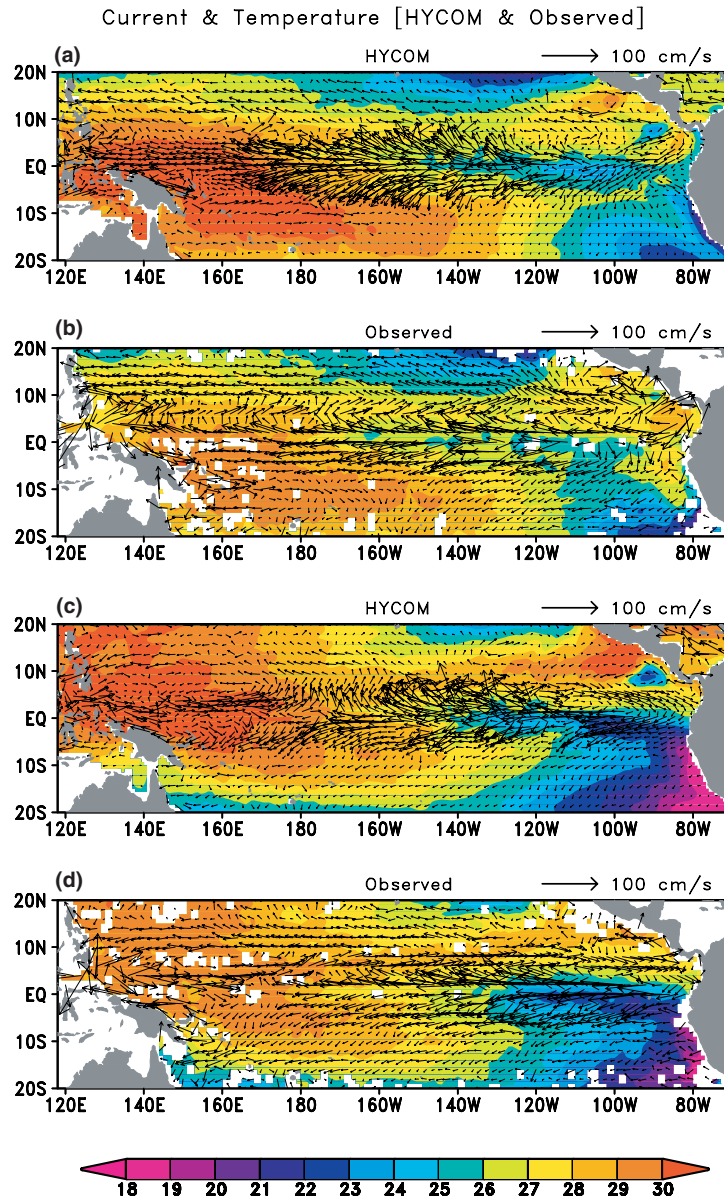 Current & Temperature [HYCOM & Observed]
(a)
HYCOM 100 cm/s
20N
10N
EQ
10S
20S
120E 140E 160E 180 160W 140W 120W 100W 80W
(b)
Observed 100 cm/s
20N
10N
EQ
10S
20S
120E 140E 160E 180 160W 140W 120W 100W 80W
(c)
HYCOM 100 cm/s
20N
10N
EQ
10S
20S
120E 140E 160E 180 160W 140W 120W 100W 80W
(d)
Observed 100 cm/s
20N
10N
EQ
10S
20S
120E 140E 160E 180 160W 140W 120W 100W 80W
18 19 20 21 22 23 24 25 26 27 28 29 30